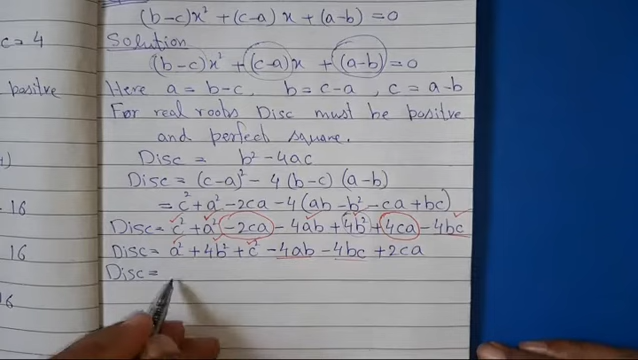 (b-c)x² + (c-a)x + (a-b) = 0
c = 4
Solution
(b-c)x² + (c-a)x + (a-b) = 0
positve
Here a = b-c, b = c-a, c = a-b
For real roots Disc must be positve
and perfect square.
Disc = b² - 4ac
Disc = (c-a)² - 4(b-c)(a-b)
= c² + a² - 2ca - 4(ab - b² - ca + bc)
- 16
Disc = c² + a² - 2ca - 4ab + 4b² + 4ca - 4bc
16
Disc = a² + 4b² + c² - 4ab - 4bc + 2ca
Disc =